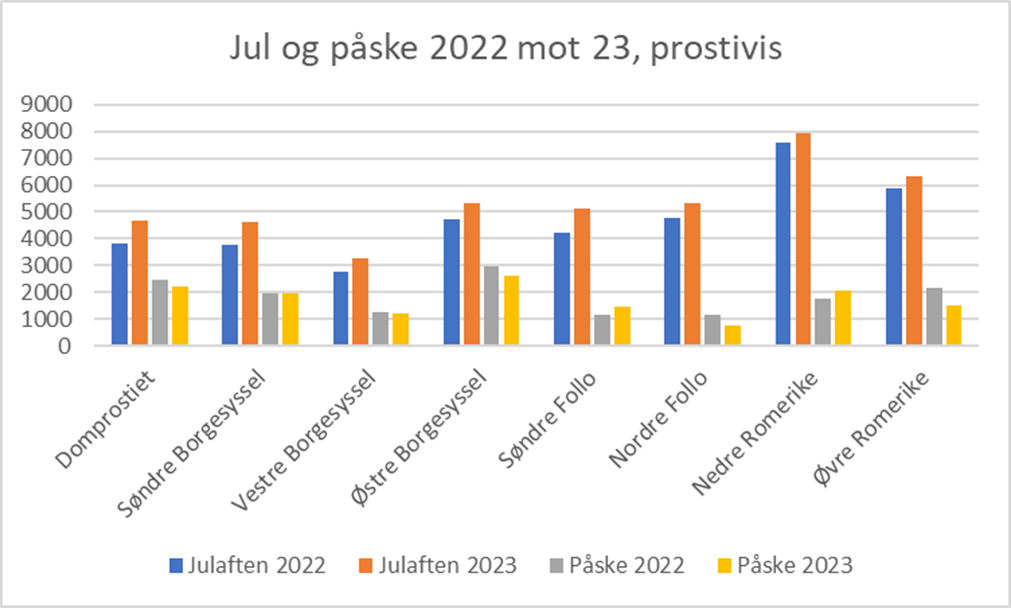 Jul og påske 2022 mot 23, prostivis
9000
8000
7000
6000
5000
4000
3000
2000
1000
0
Domprostiet
Søndre Borgesyssel
Vestre Borgesyssel
Østre Borgesyssel
Søndre Follo
Nordre Follo
Nedre Romerike
Øvre Romerike
Julaften 2022 Julaften 2023 Påske 2022 Påske 2023